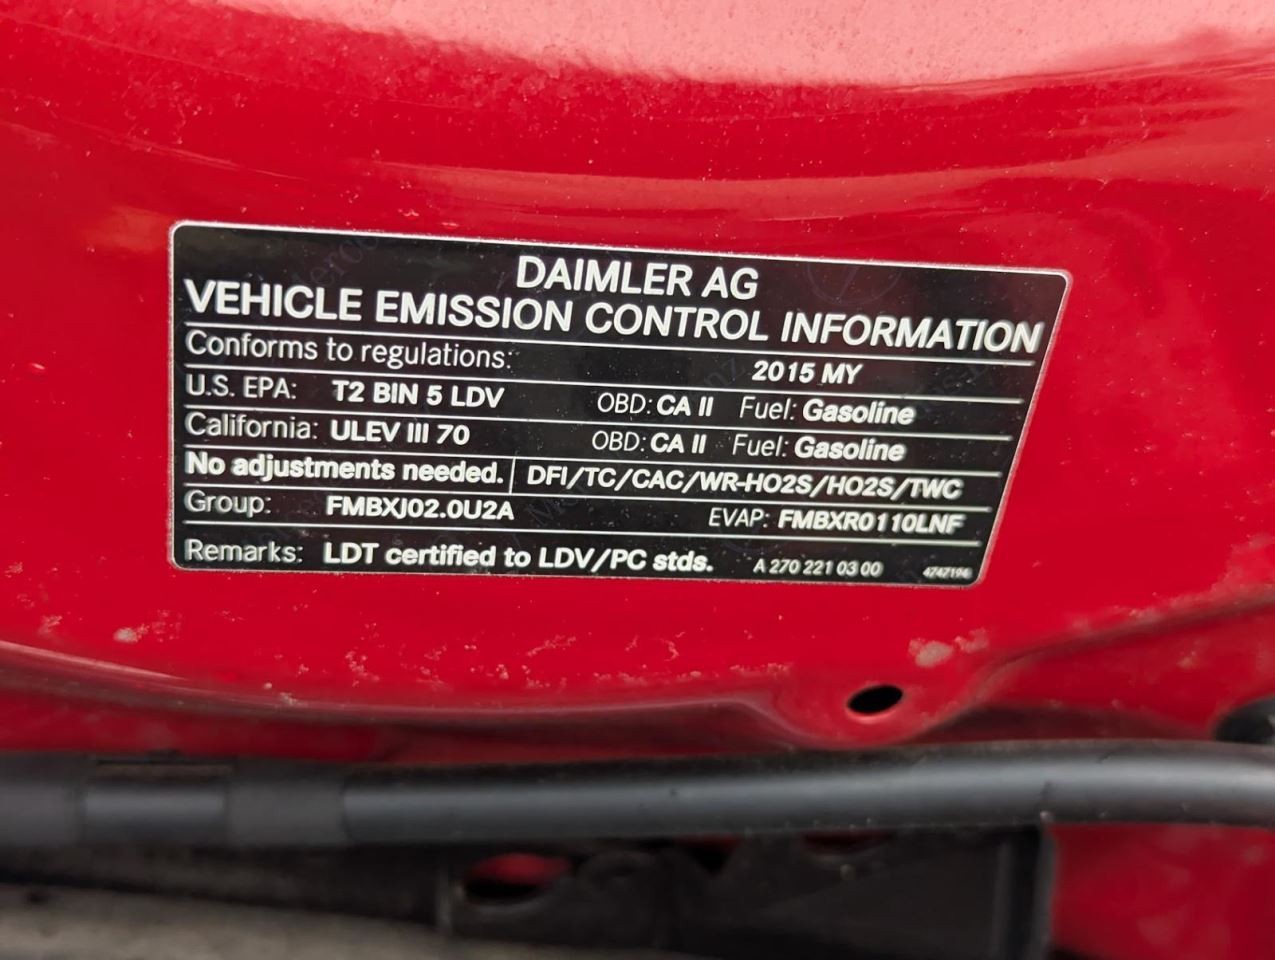 DAIMLER AG
VEHICLE EMISSION CONTROL INFORMATION
Conforms to regulations: 2015 MY
U.S. EPA: T2 BIN 5 LDV OBD: CA II Fuel: Gasoline
California: ULEV III 70 OBD: CA II Fuel: Gasoline
No adjustments needed. DFI/TC/CAC/WR-HO2S/HO2S/TWC
Group: FMBXJ02.0U2A EVAP: FMBXR0110LNF
Remarks: LDT certified to LDV/PC stds. A 270 221 03 00